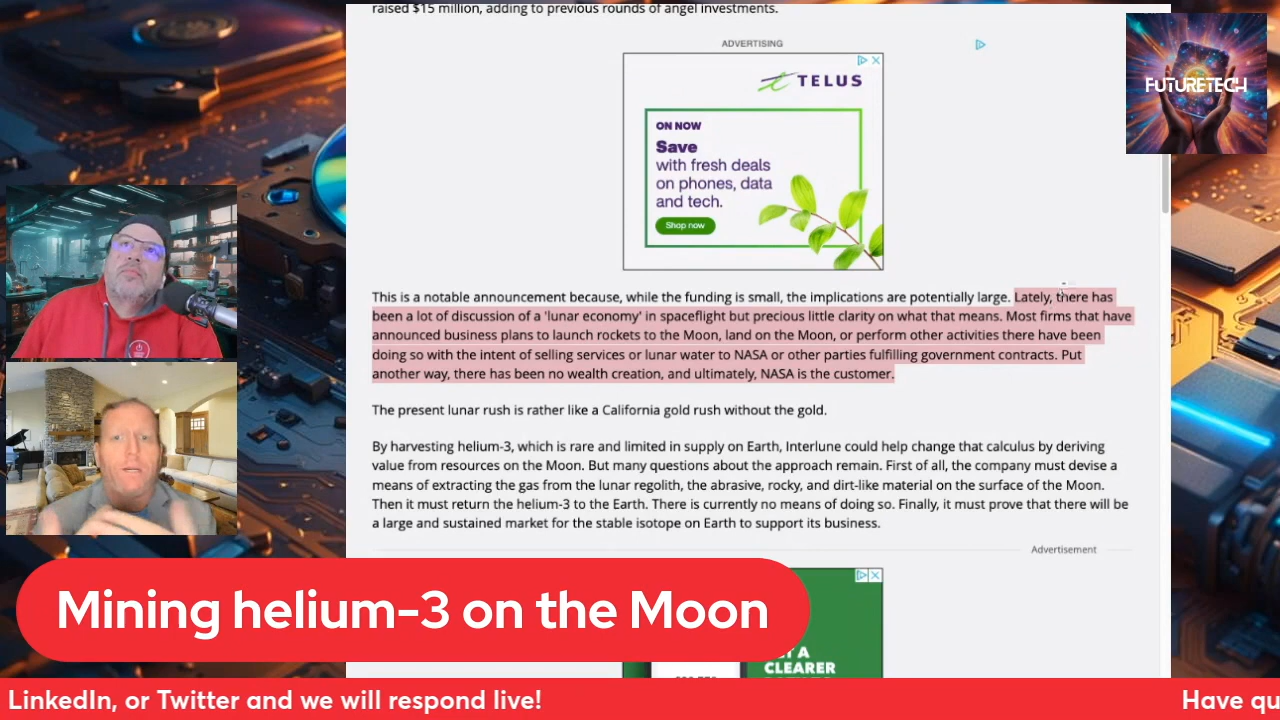 raised $15 million, adding to previous rounds of angel investments.
ADVERTISING
TELUS
ON NOW
Save
with fresh deals
on phones, data
and tech.
Shop now
FUTURETECH
This is a notable announcement because, while the funding is small, the implications are potentially large. Lately, there has
been a lot of discussion of a 'lunar economy' in spaceflight but precious little clarity on what that means. Most firms that have
announced business plans to launch rockets to the Moon, land on the Moon, or perform other activities there have been
doing so with the intent of selling services or lunar water to NASA or other parties fulfilling government contracts. Put
another way, there has been no wealth creation, and ultimately, NASA is the customer.
The present lunar rush is rather like a California gold rush without the gold.
By harvesting helium-3, which is rare and limited in supply on Earth, Interlune could help change that calculus by deriving
value from resources on the Moon. But many questions about the approach remain. First of all, the company must devise a
means of extracting the gas from the lunar regolith, the abrasive, rocky, and dirt-like material on the surface of the Moon.
Then it must return the helium-3 to the Earth. There is currently no means of doing so. Finally, it must prove that there will be
a large and sustained market for the stable isotope on Earth to support its business.
Advertisement
A
CLEARER
Mining helium-3 on the Moon
LinkedIn, or Twitter and we will respond live!
Have qu